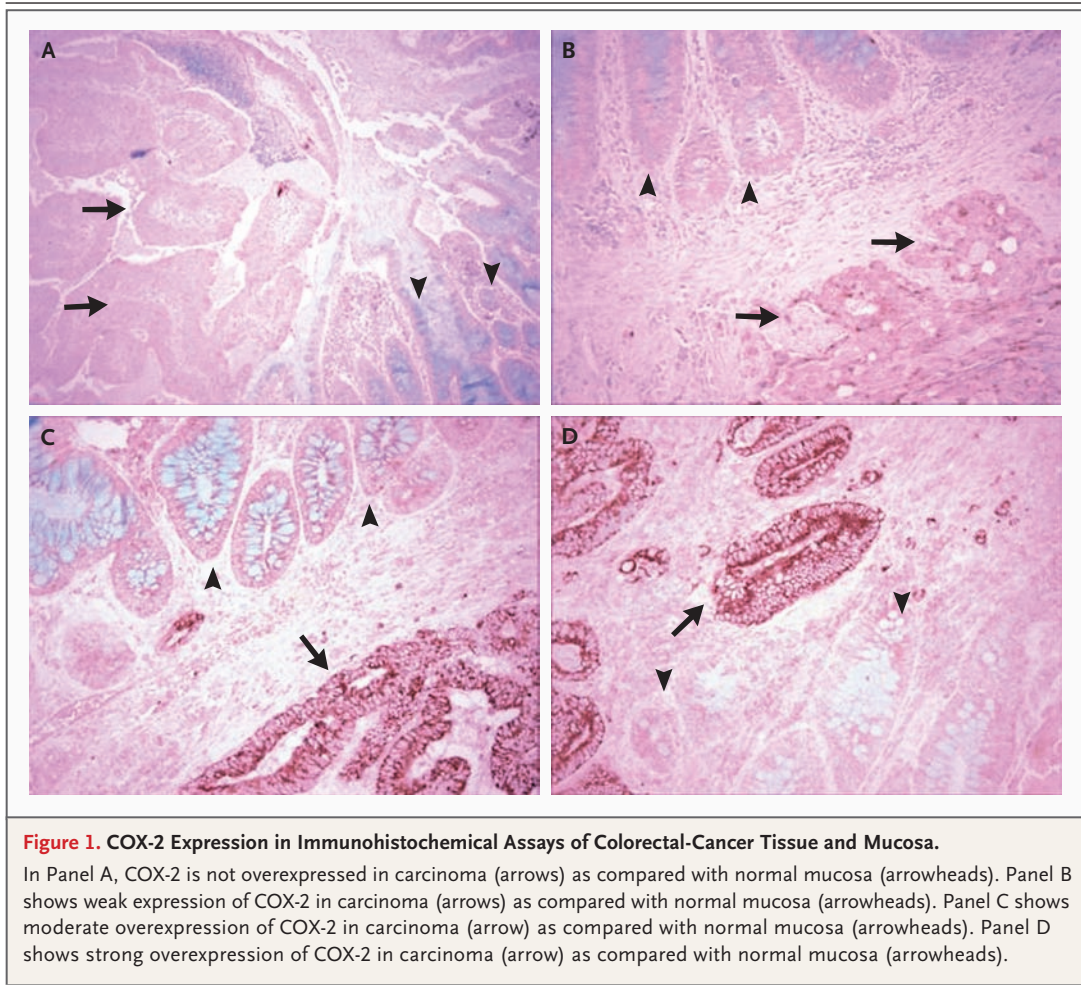 A
B
C
D
Figure 1. COX-2 Expression in Immunohistochemical Assays of Colorectal-Cancer Tissue and Mucosa.
In Panel A, COX-2 is not overexpressed in carcinoma (arrows) as compared with normal mucosa (arrowheads). Panel B
shows weak expression of COX-2 in carcinoma (arrows) as compared with normal mucosa (arrowheads). Panel C shows
moderate overexpression of COX-2 in carcinoma (arrow) as compared with normal mucosa (arrowheads). Panel D
shows strong overexpression of COX-2 in carcinoma (arrow) as compared with normal mucosa (arrowheads).